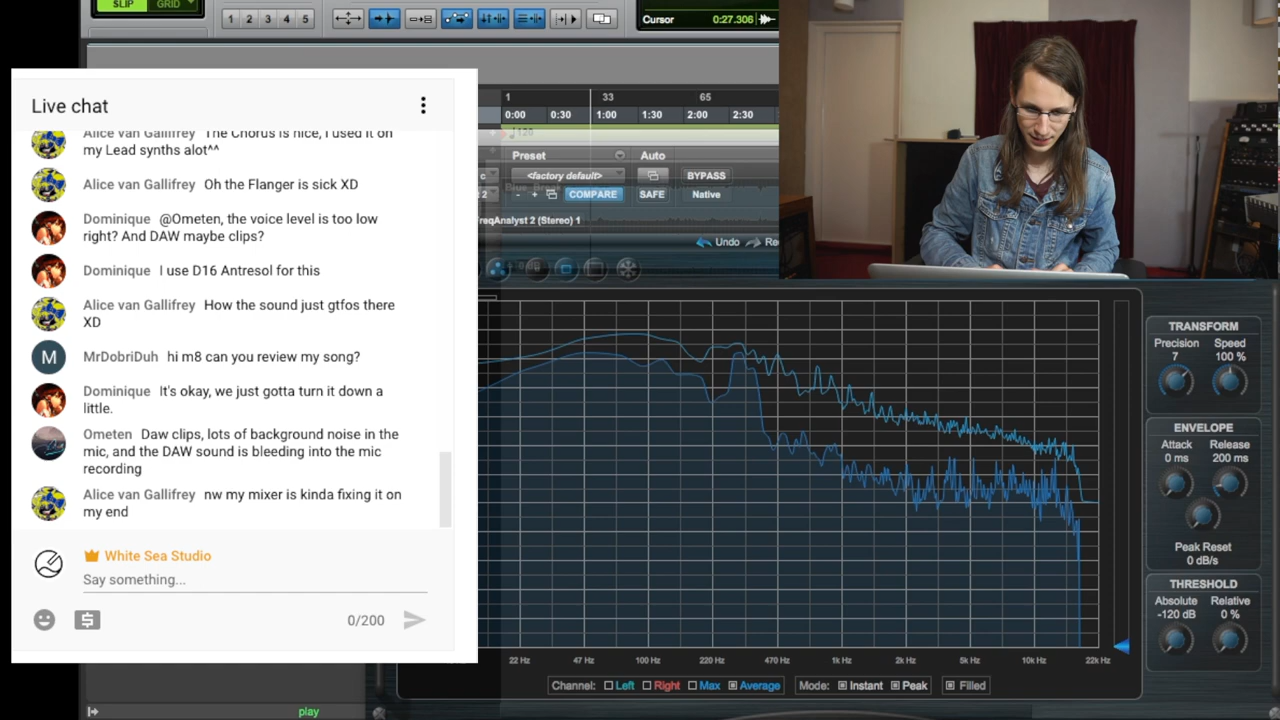 SLIP
GRID
1 2 3 4 5
Cursor
0:27.306
Live chat
Alice van Gallifrey The Chorus is nice, I used it on
my Lead synths alot^^
Alice van Gallifrey Oh the Flanger is sick XD
Dominique @Ometen, the voice level is too low
right? And DAW maybe clips?
Dominique I use D16 Antresol for this
Alice van Gallifrey How the sound just gtfos there
XD
M
MrDobriDuh hi m8 can you review my song?
Dominique It's okay, we just gotta turn it down a
little.
Ometen Daw clips, lots of background noise in the
mic, and the DAW sound is bleeding into the mic
recording
Alice van Gallifrey nw my mixer is kinda fixing it on
my end
White Sea Studio
Say something...
0/200
1 33 65
0:00 0:30 1:00 1:30 2:00 2:30
120
Preset
Auto
<factory default>
BYPASS
- +
COMPARE
SAFE
Native
FreqAnalyst 2 (Stereo) 1
Undo
Re
TRANSFORM
Precision
Speed
7
100 %
ENVELOPE
Attack
Release
0 ms
200 ms
Peak Reset
0 dB/s
THRESHOLD
Absolute
Relative
-120 dB
0 %
22 Hz 47 Hz 100 Hz 220 Hz 470 Hz 1k Hz 2k Hz 5k Hz 10k Hz 22k Hz
Channel: Left Right Max Average
Mode: Instant Peak
Filled
play